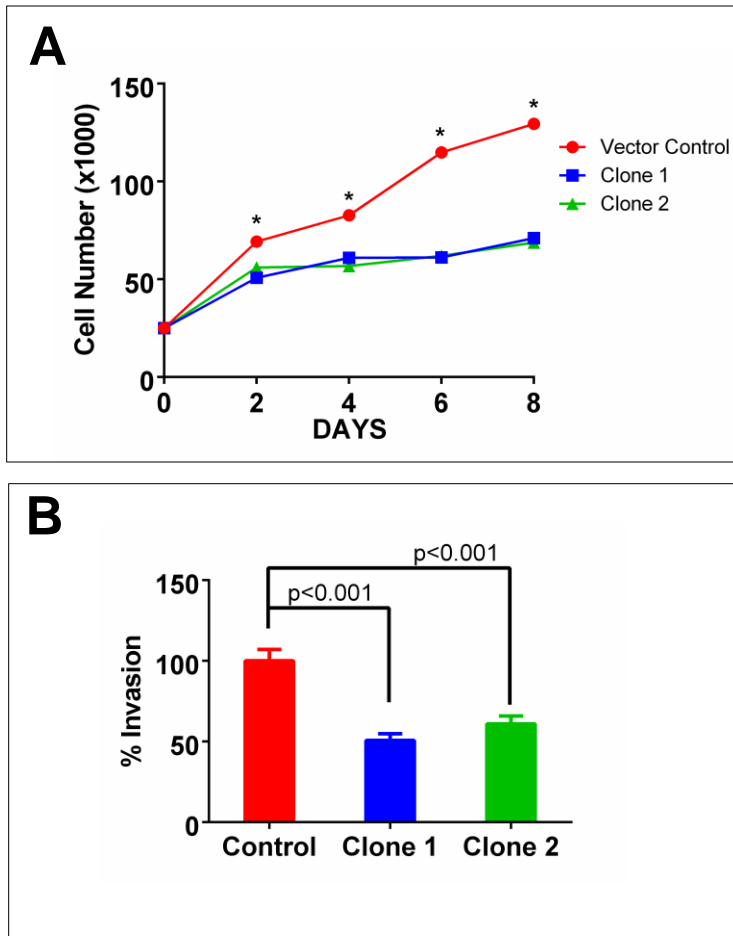 A
150
100
50
0
Cell Number (x1000)
* * * *
0 2 4 6 8
DAYS
Vector Control
Clone 1
Clone 2
B
p<0.001
p<0.001
150
100
50
0
% Invasion
Control Clone 1 Clone 2